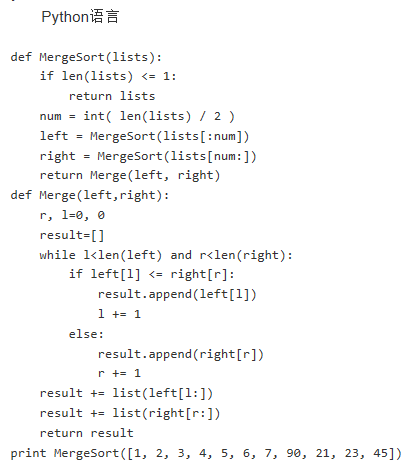 Python语言
def MergeSort(lists):
    if len(lists) <= 1:
        return lists
    num = int( len(lists) / 2 )
    left = MergeSort(lists[:num])
    right = MergeSort(lists[num:])
    return Merge(left, right)
def Merge(left,right):
    r, l=0, 0
    result=[]
    while l<len(left) and r<len(right):
        if left[l] <= right[r]:
            result.append(left[l])
            l += 1
        else:
            result.append(right[r])
            r += 1
    result += list(left[l:])
    result += list(right[r:])
    return result
print MergeSort([1, 2, 3, 4, 5, 6, 7, 90, 21, 23, 45])